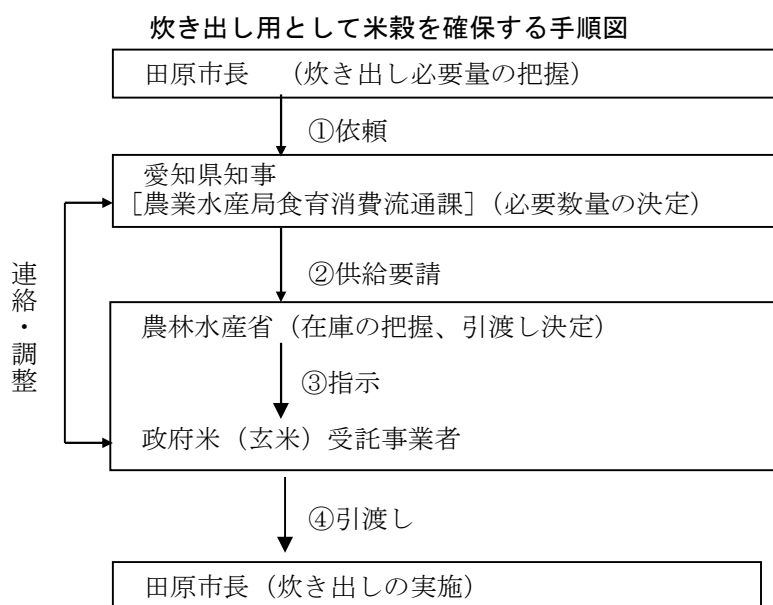 炊き出し用として米穀を確保する手順図
田原市長　（炊き出し必要量の把握）
①依頼
愛知県知事
［農業水産局食育消費流通課］（必要数量の決定）
②供給要請
連絡・調整
農林水産省（在庫の把握、引渡し決定）
③指示
政府米（玄米）受託事業者
④引渡し
田原市長（炊き出しの実施）